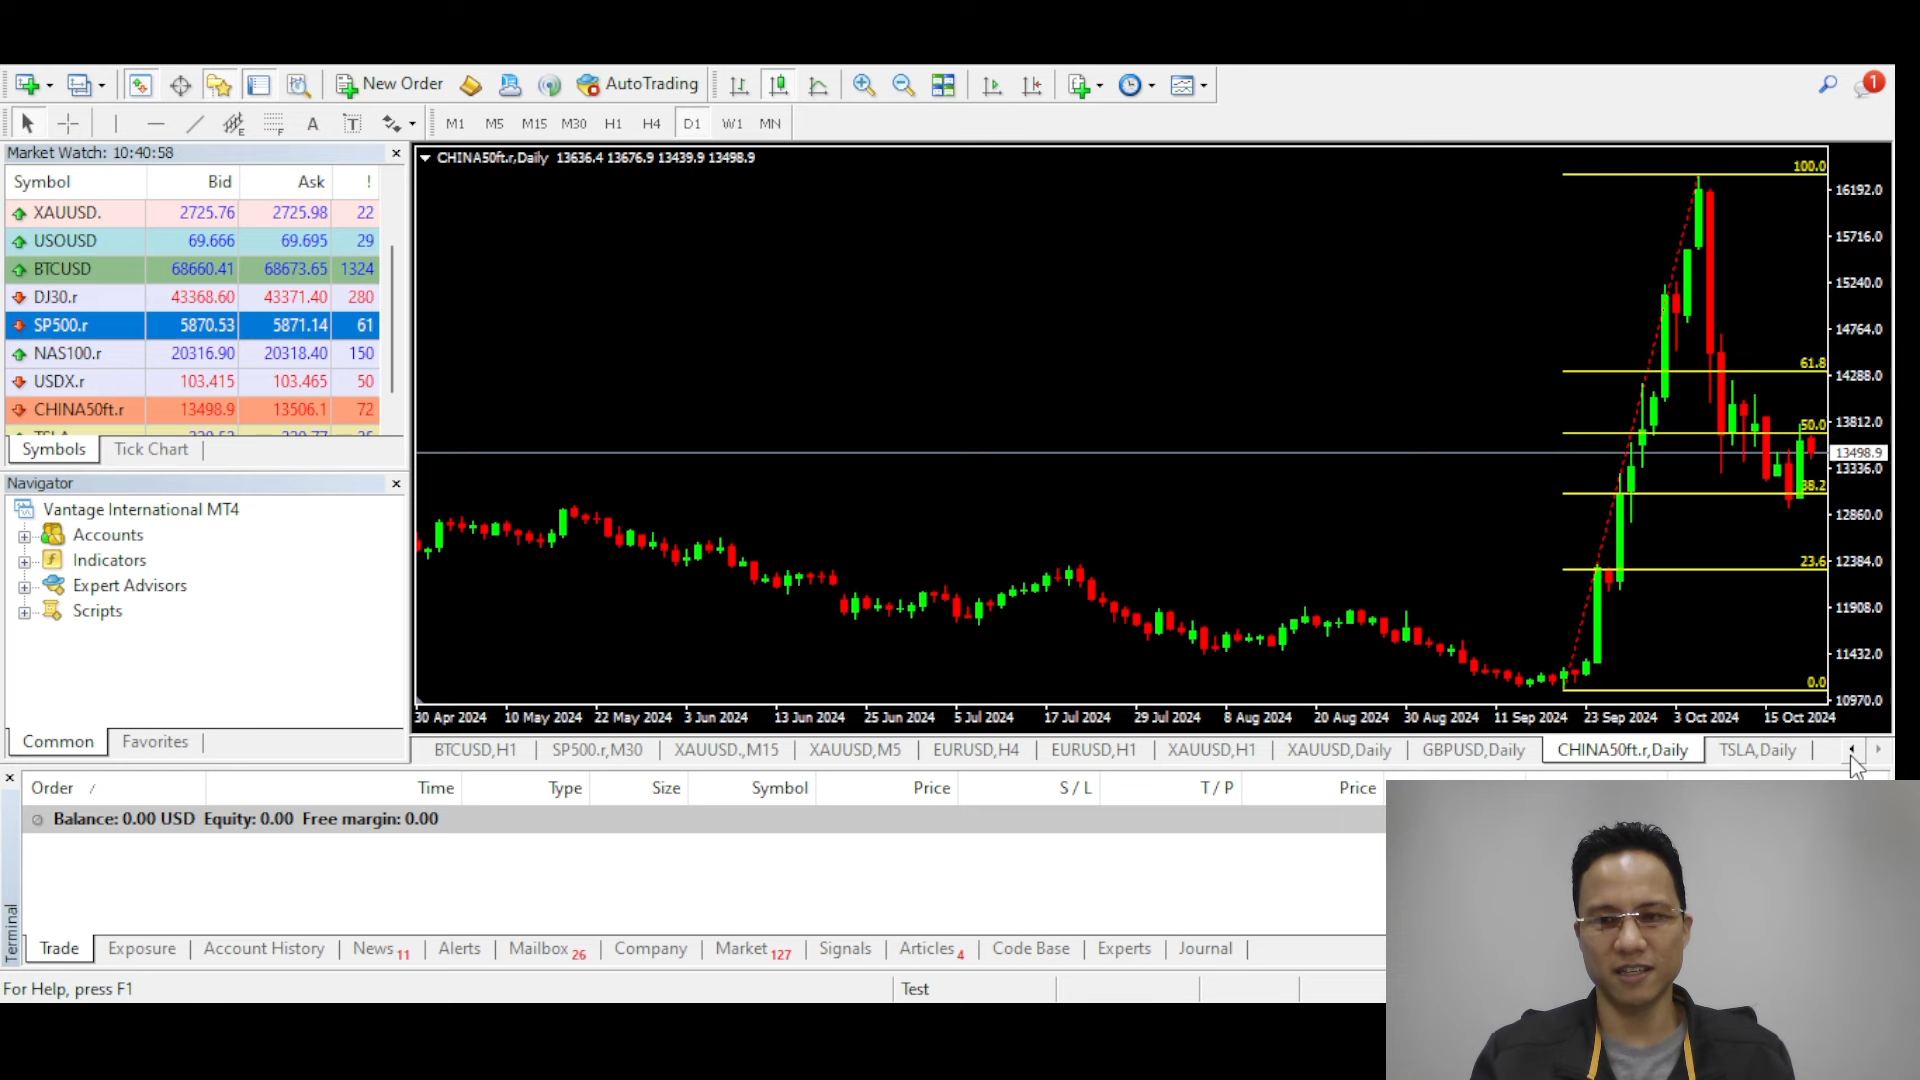 New Order
AutoTrading
1
A
T
M1 M5 M15 M30 H1 H4 D1 W1 MN
Market Watch: 10:40:58
Symbol Bid Ask !
XAUUSD. 2725.76 2725.98 22
USOUSD 69.666 69.695 29
BTCUSD 68660.41 68673.65 1324
DJ30.r 43368.60 43371.40 280
SP500.r 5870.53 5871.14 61
NAS100.r 20316.90 20318.40 150
USDX.r 103.415 103.465 50
CHINA50ft.r 13498.9 13506.1 72
Symbols Tick Chart
Navigator
Vantage International MT4
Accounts
Indicators
Expert Advisors
Scripts
Common Favorites
CHINA50ft.r,Daily 13636.4 13676.9 13439.9 13498.9
100.0
61.8
50.0
38.2
23.6
0.0
16192.0
15716.0
15240.0
14764.0
14288.0
13812.0
13498.9
13336.0
12860.0
12384.0
11908.0
11432.0
10970.0
30 Apr 2024 10 May 2024 22 May 2024 3 Jun 2024 13 Jun 2024 25 Jun 2024 5 Jul 2024 17 Jul 2024 29 Jul 2024 8 Aug 2024 20 Aug 2024 30 Aug 2024 11 Sep 2024 23 Sep 2024 3 Oct 2024 15 Oct 2024
BTCUSD,H1 SP500.r,M30 XAUUSD.,M15 XAUUSD,M5 EURUSD,H4 EURUSD,H1 XAUUSD,H1 XAUUSD,Daily GBPUSD,Daily CHINA50ft.r,Daily TSLA,Daily
Order / Time Type Size Symbol Price S / L T / P Price
Balance: 0.00 USD Equity: 0.00 Free margin: 0.00
Terminal
Trade Exposure Account History News 11 Alerts Mailbox 26 Company Market 127 Signals Articles 4 Code Base Experts Journal
For Help, press F1
Test